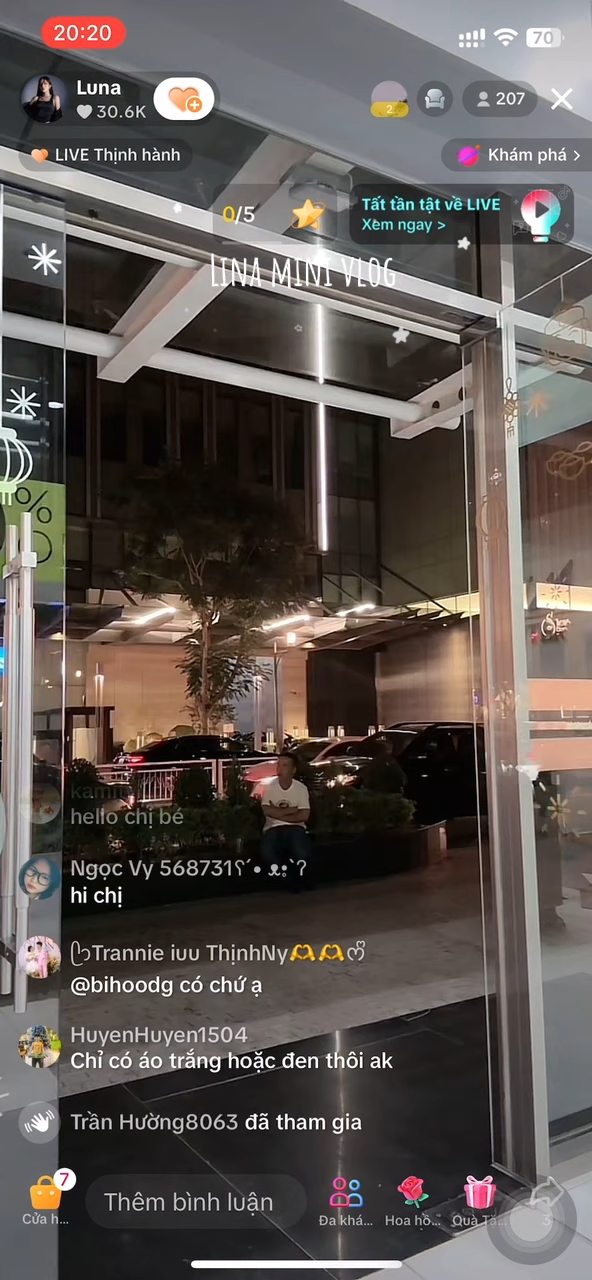 20:20
70
Luna
30.6K
2
207
LIVE Thịnh hành
Khám phá >
0/5
Tất tần tật về LIVE
Xem ngay >
LINA MINI VLOG
%
hello chị bé
Ngọc Vy 568731ʕ´• ᴥ•̥`ʔ
hi chị
Trannie iuu ThịnhNy🫶🫶
@bihoodg có chứ ạ
HuyenHuyen1504
Chỉ có áo trắng hoặc đen thôi ak
Trần Hường8063 đã tham gia
7
Cửa h...
Thêm bình luận
Đa khá...
Hoa hồ...
Quà Tặ...
3